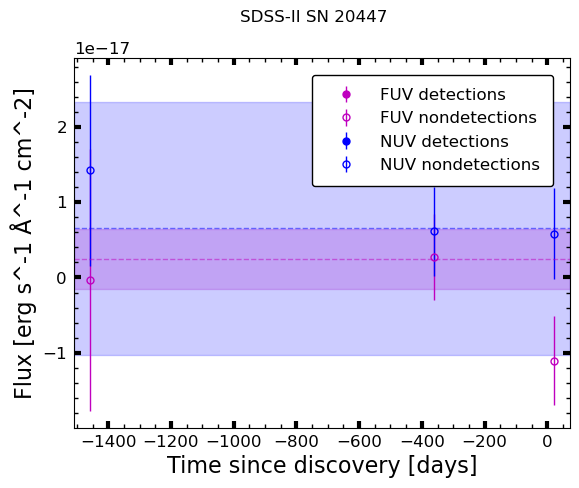 SDSS-II SN 20447
1e−17
FUV detections
FUV nondetections
NUV detections
NUV nondetections
2
1
0
−1
Flux [erg s^-1 Å^-1 cm^-2]
−1400 −1200 −1000 −800 −600 −400 −200 0
Time since discovery [days]